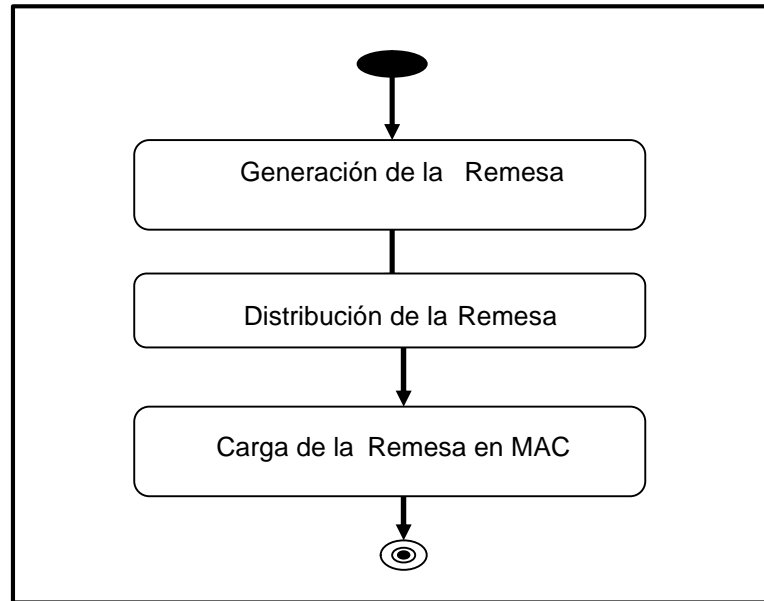 Generación de la Remesa
Distribución de la Remesa
Carga de la Remesa en MAC